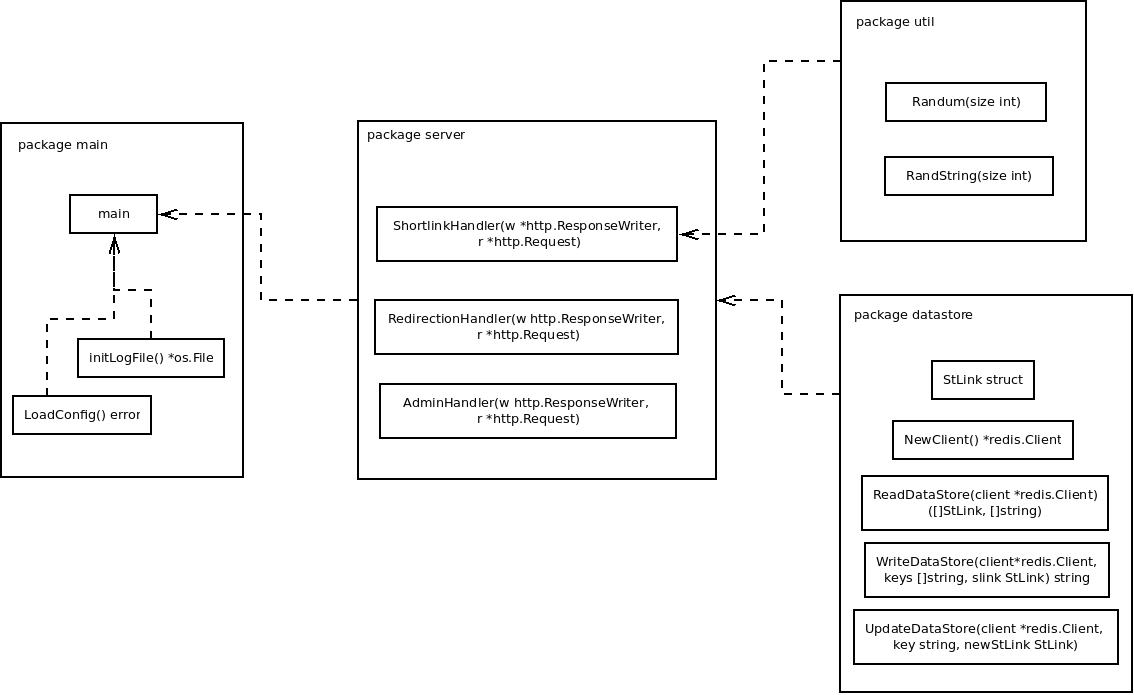 package main
main
initLogFile() *os.File
LoadConfig() error
package server
ShortlinkHandler(w *http.ResponseWriter,
r *http.Request)
RedirectionHandler(w http.ResponseWriter,
r *http.Request)
AdminHandler(w http.ResponseWriter,
r *http.Request)
package util
Randum(size int)
RandString(size int)
package datastore
StLink struct
NewClient() *redis.Client
ReadDataStore(client *redis.Client)
([]StLink, []string)
WriteDataStore(client*redis.Client,
keys []string, slink StLink) string
UpdateDataStore(client *redis.Client,
key string, newStLink StLink)